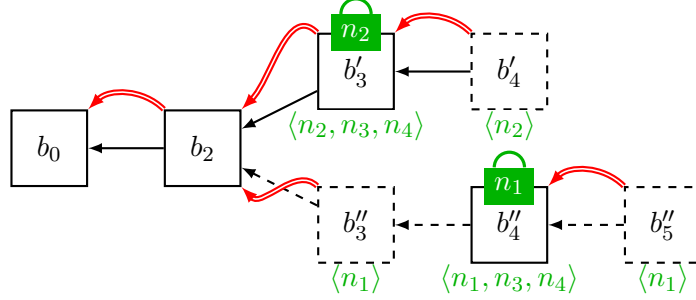 n₂
b′₃ b′₄
⟨n₂, n₃, n₄⟩ ⟨n₂⟩
b₀ b₂
n₁
b″₃ b″₄ b″₅
⟨n₁⟩ ⟨n₁, n₃, n₄⟩ ⟨n₁⟩